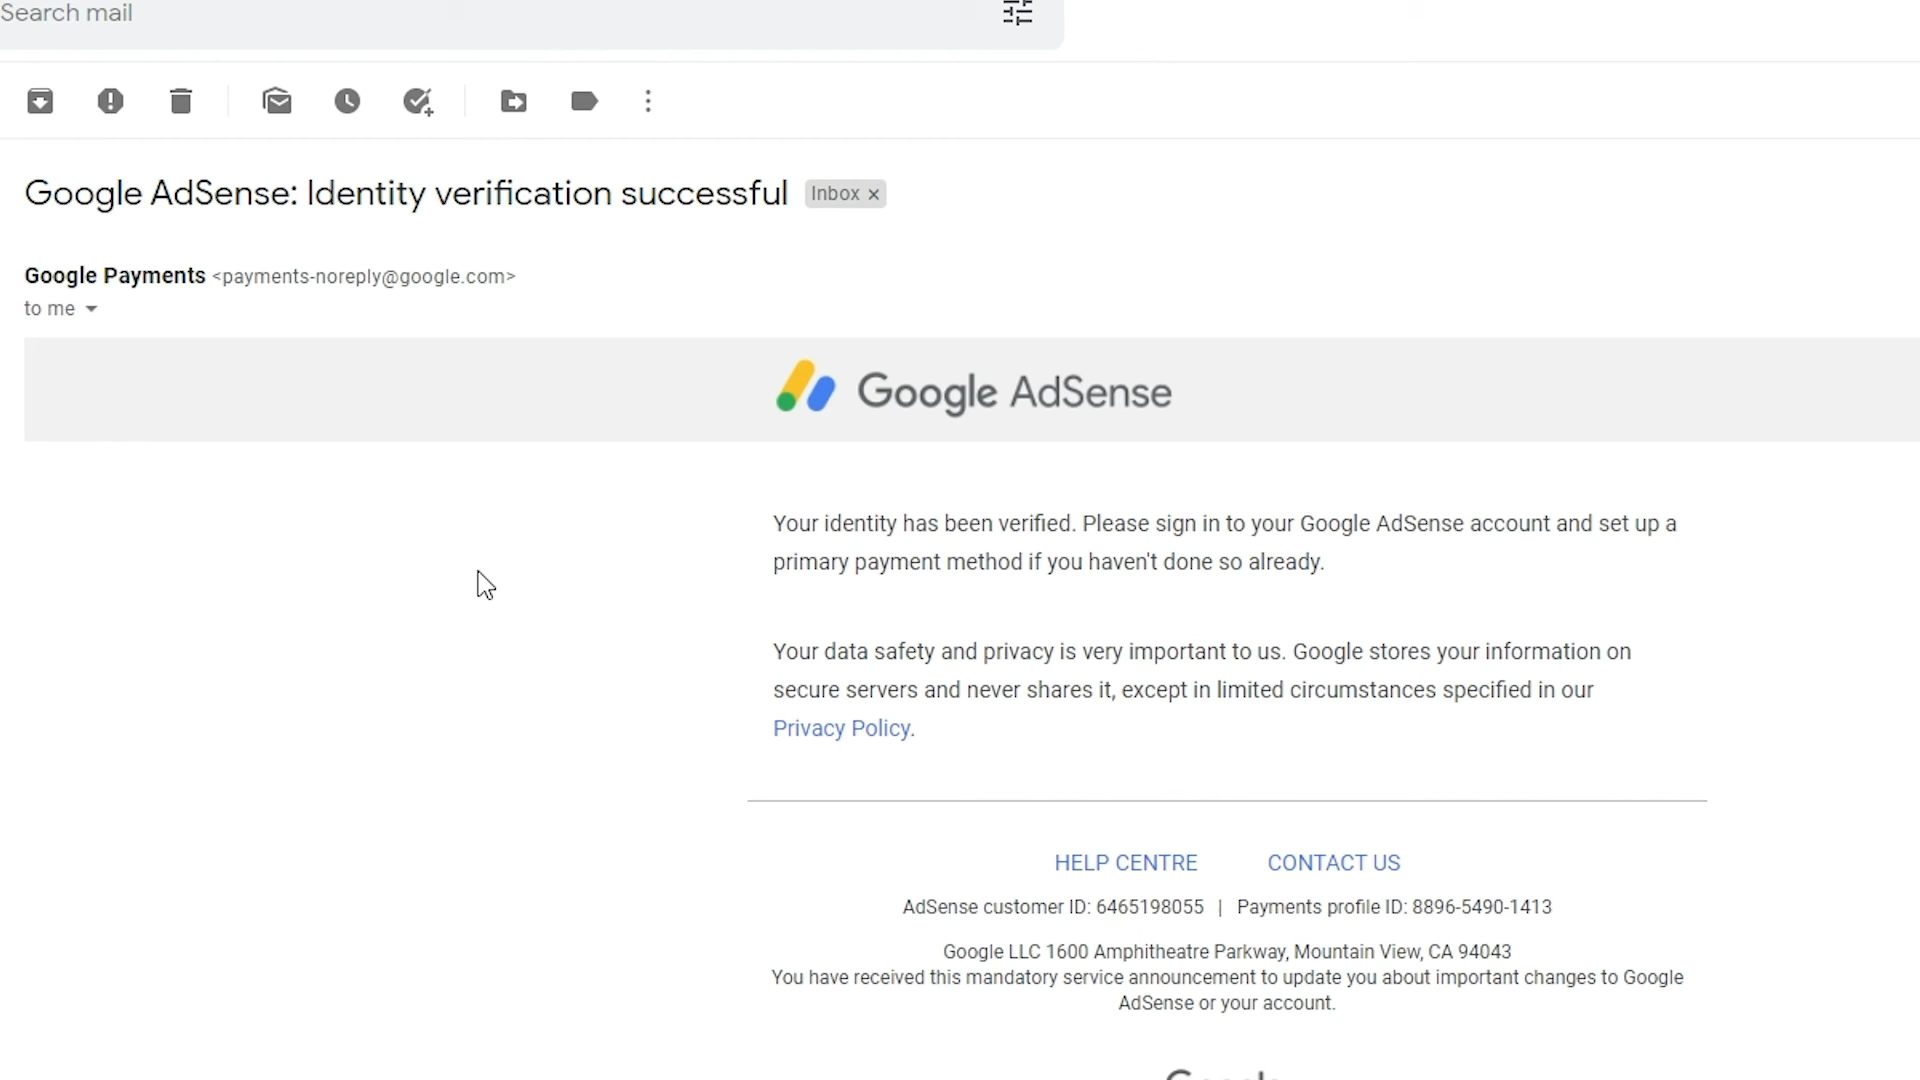 Search mail
Google AdSense: Identity verification successful Inbox ×
Google Payments <payments-noreply@google.com>
to me
Google AdSense
Your identity has been verified. Please sign in to your Google AdSense account and set up a
primary payment method if you haven't done so already.
Your data safety and privacy is very important to us. Google stores your information on
secure servers and never shares it, except in limited circumstances specified in our
Privacy Policy.
HELP CENTRE CONTACT US
AdSense customer ID: 6465198055 | Payments profile ID: 8896-5490-1413
Google LLC 1600 Amphitheatre Parkway, Mountain View, CA 94043
You have received this mandatory service announcement to update you about important changes to Google
AdSense or your account.